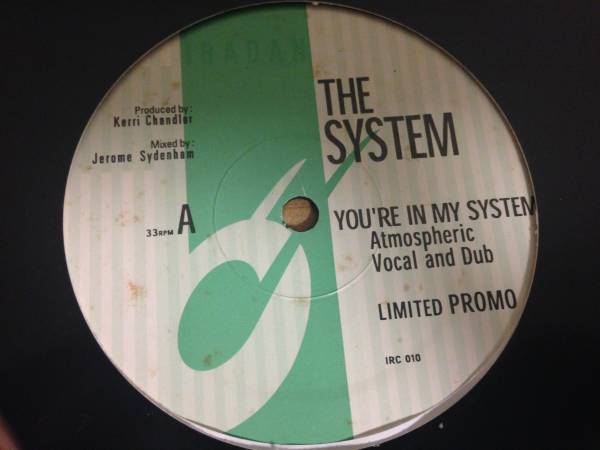 IRADAN
THE
SYSTEM
Produced by:
Kerri Chandler
Mixed by:
Jerome Sydenham
33RPM A
YOU'RE IN MY SYSTEM
Atmospheric
Vocal and Dub
LIMITED PROMO
IRC 010